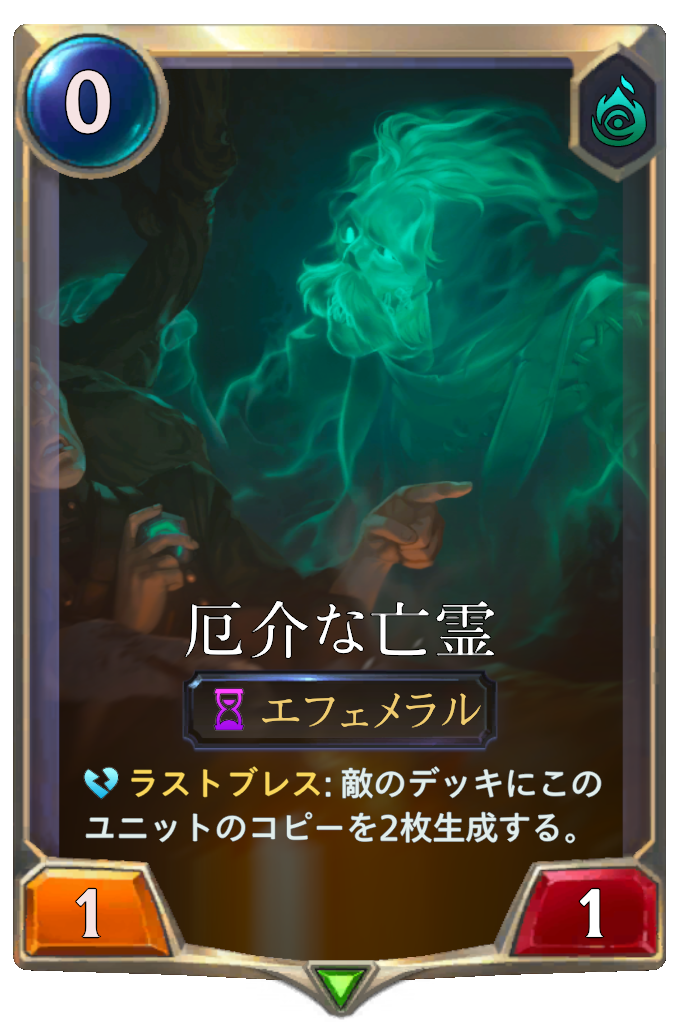 0
厄介な亡霊
エフェメラル
ラストブレス: 敵のデッキにこの
ユニットのコピーを2枚生成する。
1
1